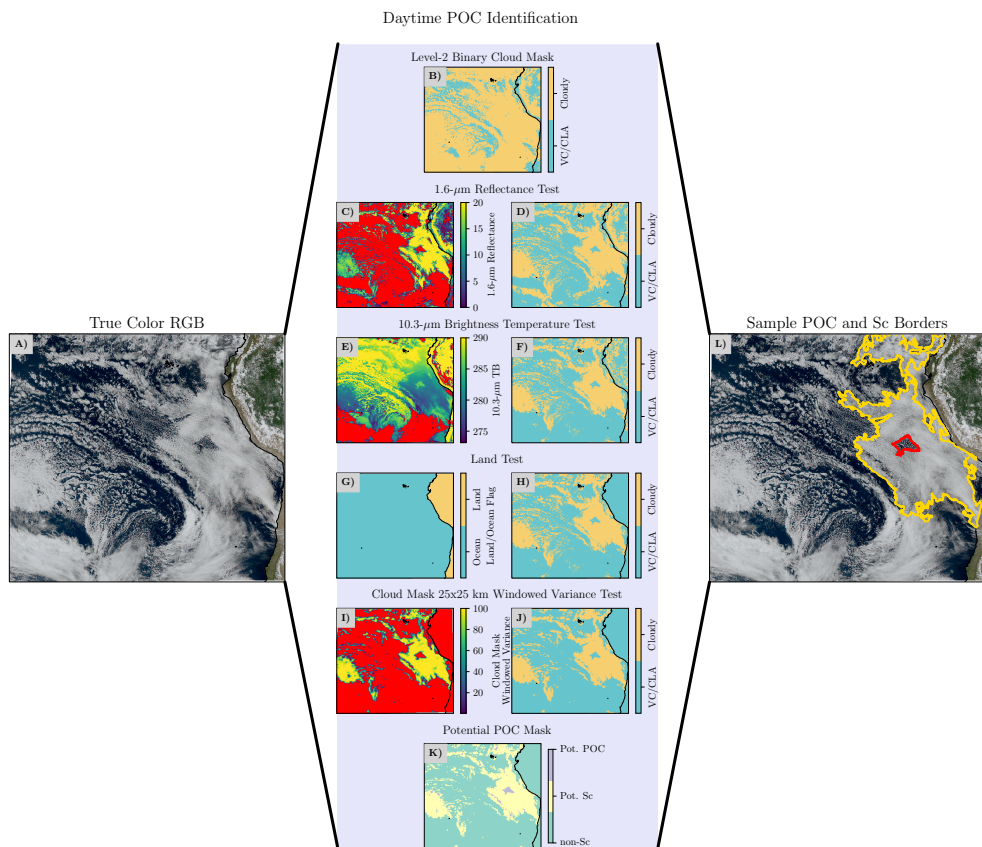 Daytime POC Identification
Level-2 Binary Cloud Mask
B)
Cloudy
VC/CLA
1.6-μm Reflectance Test
C)
20
15
10
5
0
1.6-μm Reflectance
D)
Cloudy
VC/CLA
True Color RGB
A)
10.3-μm Brightness Temperature Test
E)
290
285
280
275
10.3-μm TB
F)
Cloudy
VC/CLA
Sample POC and Sc Borders
L)
Land Test
G)
Land
Ocean
Land/Ocean Flag
H)
Cloudy
VC/CLA
Cloud Mask 25x25 km Windowed Variance Test
I)
100
80
60
40
20
Cloud Mask
Windowed Variance
J)
Cloudy
VC/CLA
Potential POC Mask
K)
Pot. POC
Pot. Sc
non-Sc